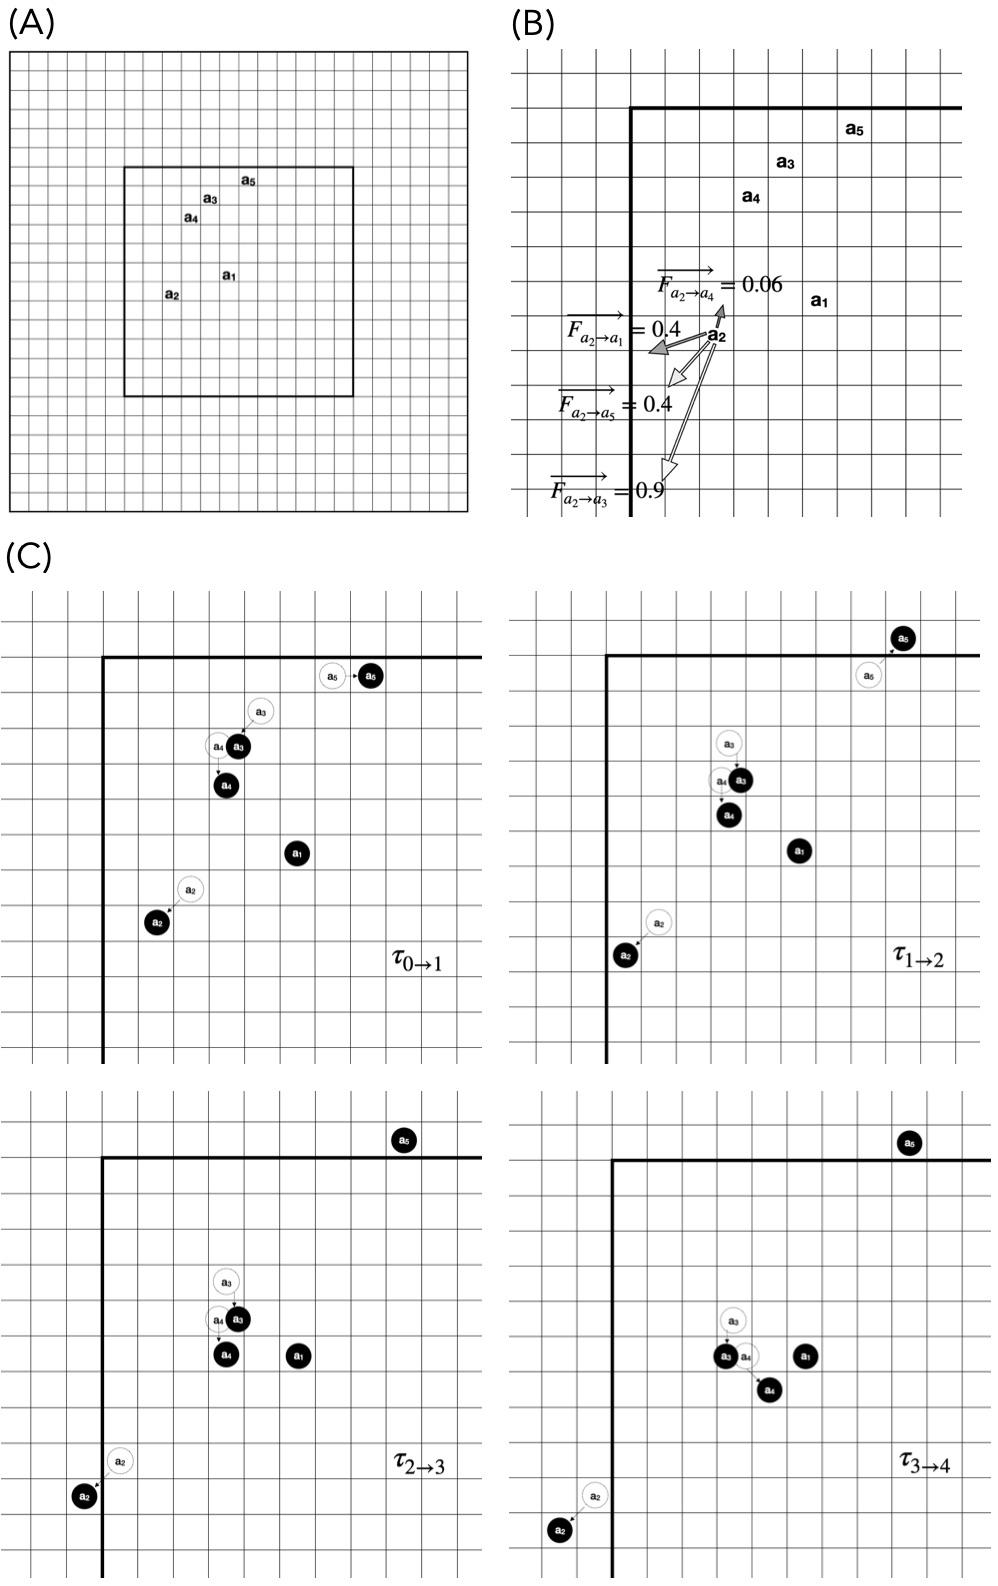 (A)
a5
a3
a4
a1
a2
(B)
a5
a3
a4
a1
a2
F a2→a4 = 0.06
F a2→a1 = 0.4
F a2→a5 = 0.4
F a2→a3 = 0.9
(C)
a5 a5
a3
a4 a3
a4
a1
a2
a2
τ0→1
a5
a5
a3
a4 a3
a4
a1
a2
a2
τ1→2
a5
a3
a4 a3
a4 a1
a2
a2
τ2→3
a5
a3
a3 a4 a1
a4
a2
a2
τ3→4